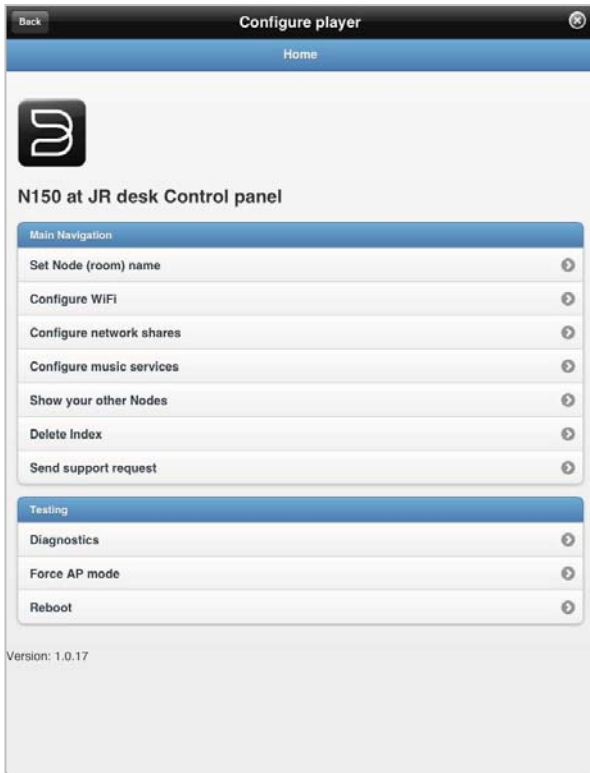 Back
Configure player
Home
N150 at JR desk Control panel
Main Navigation
Set Node (room) name
Configure WiFi
Configure network shares
Configure music services
Show your other Nodes
Delete Index
Send support request
Testing
Diagnostics
Force AP mode
Reboot
Version: 1.0.17